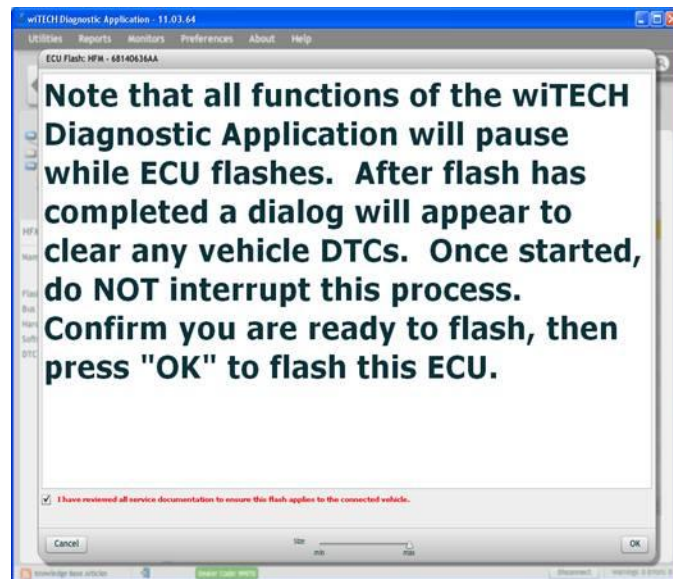 wiTECH Diagnostic Application - 11.03.64
Utilities Reports Monitors Preferences About Help
ECU Flash: HFM - 68140636AA
Note that all functions of the wiTECH
Diagnostic Application will pause
while ECU flashes. After flash has
completed a dialog will appear to
clear any vehicle DTCs. Once started,
do NOT interrupt this process.
Confirm you are ready to flash, then
press "OK" to flash this ECU.
I have reviewed all service documentation to ensure this flash applies to the connected vehicle.
Cancel
Size
min max
OK
Knowledge Base Articles
Disconnect